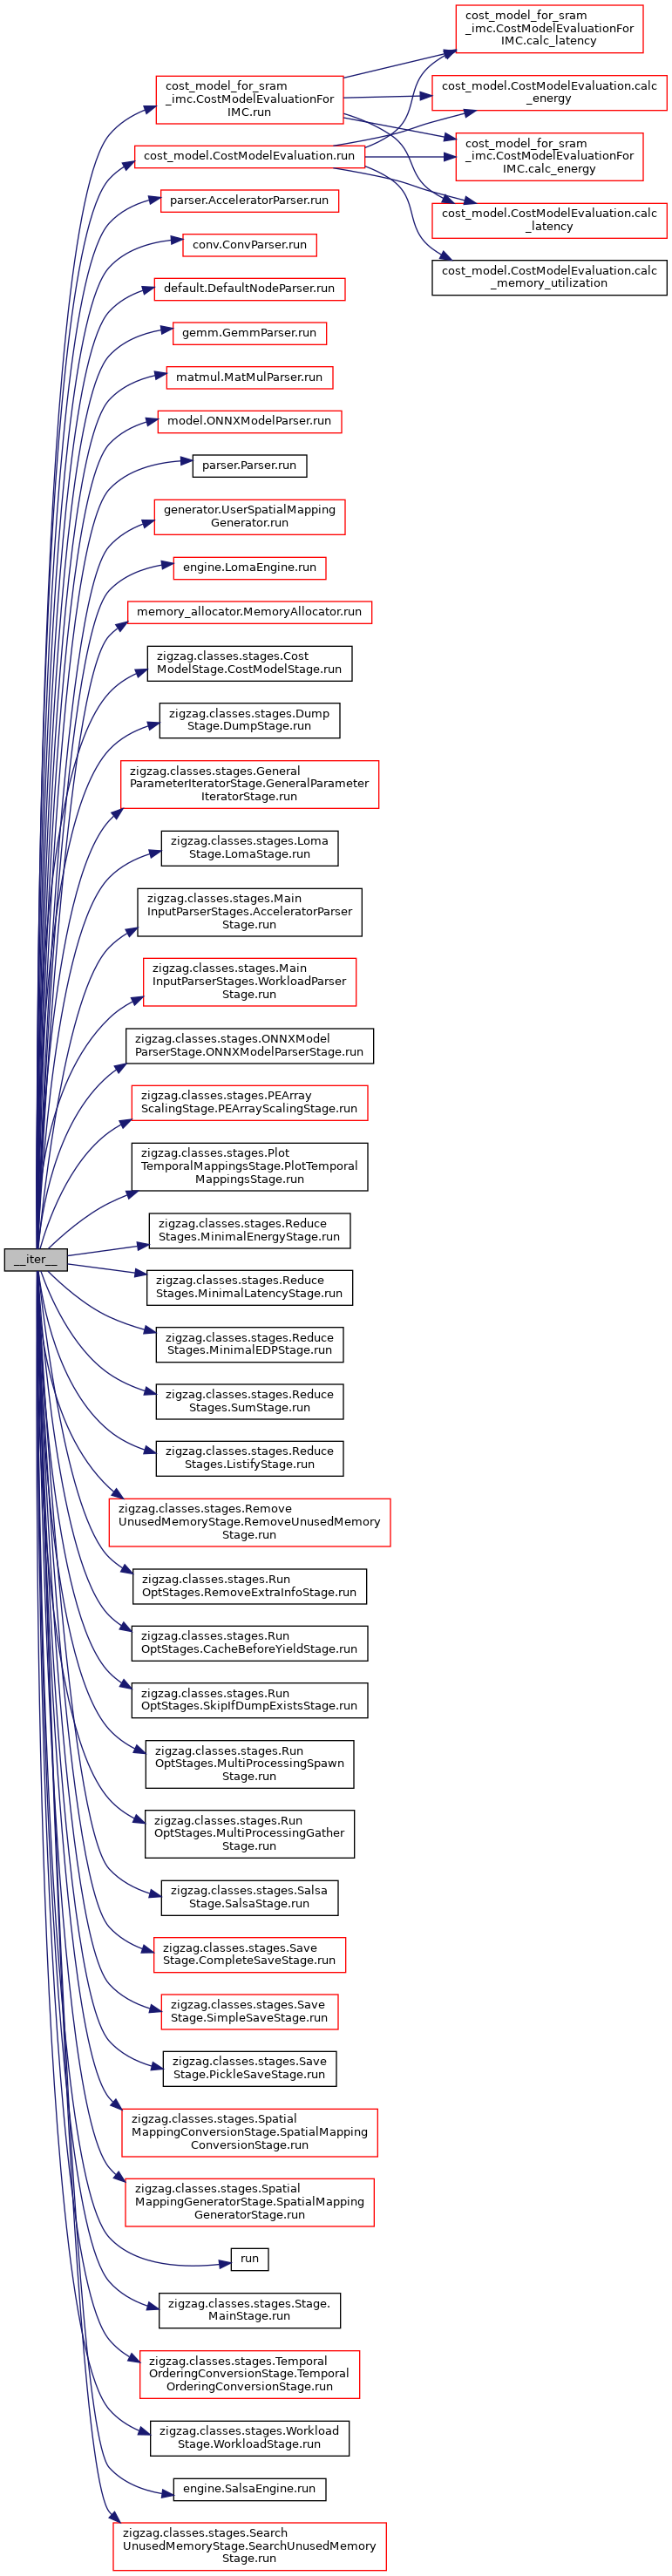 cost_model_for_sram
_imc.CostModelEvaluationFor
IMC.calc_latency
cost_model.CostModelEvaluation.calc
_energy
cost_model_for_sram
_imc.CostModelEvaluationFor
IMC.run
cost_model_for_sram
_imc.CostModelEvaluationFor
IMC.calc_energy
cost_model.CostModelEvaluation.run
parser.AcceleratorParser.run
cost_model.CostModelEvaluation.calc
_latency
conv.ConvParser.run
cost_model.CostModelEvaluation.calc
_memory_utilization
default.DefaultNodeParser.run
gemm.GemmParser.run
matmul.MatMulParser.run
model.ONNXModelParser.run
parser.Parser.run
generator.UserSpatialMapping
Generator.run
engine.LomaEngine.run
memory_allocator.MemoryAllocator.run
zigzag.classes.stages.Cost
ModelStage.CostModelStage.run
zigzag.classes.stages.Dump
Stage.DumpStage.run
zigzag.classes.stages.General
ParameterIteratorStage.GeneralParameter
IteratorStage.run
zigzag.classes.stages.Loma
Stage.LomaStage.run
zigzag.classes.stages.Main
InputParserStages.AcceleratorParser
Stage.run
zigzag.classes.stages.Main
InputParserStages.WorkloadParser
Stage.run
zigzag.classes.stages.ONNXModel
ParserStage.ONNXModelParserStage.run
zigzag.classes.stages.PEArray
ScalingStage.PEArrayScalingStage.run
zigzag.classes.stages.Plot
TemporalMappingsStage.PlotTemporal
MappingsStage.run
zigzag.classes.stages.Reduce
Stages.MinimalEnergyStage.run
__iter__
zigzag.classes.stages.Reduce
Stages.MinimalLatencyStage.run
zigzag.classes.stages.Reduce
Stages.MinimalEDPStage.run
zigzag.classes.stages.Reduce
Stages.SumStage.run
zigzag.classes.stages.Reduce
Stages.ListifyStage.run
zigzag.classes.stages.Remove
UnusedMemoryStage.RemoveUnusedMemory
Stage.run
zigzag.classes.stages.Run
OptStages.RemoveExtraInfoStage.run
zigzag.classes.stages.Run
OptStages.CacheBeforeYieldStage.run
zigzag.classes.stages.Run
OptStages.SkipIfDumpExistsStage.run
zigzag.classes.stages.Run
OptStages.MultiProcessingSpawn
Stage.run
zigzag.classes.stages.Run
OptStages.MultiProcessingGather
Stage.run
zigzag.classes.stages.Salsa
Stage.SalsaStage.run
zigzag.classes.stages.Save
Stage.CompleteSaveStage.run
zigzag.classes.stages.Save
Stage.SimpleSaveStage.run
zigzag.classes.stages.Save
Stage.PickleSaveStage.run
zigzag.classes.stages.Spatial
MappingConversionStage.SpatialMapping
ConversionStage.run
zigzag.classes.stages.Spatial
MappingGeneratorStage.SpatialMapping
GeneratorStage.run
run
zigzag.classes.stages.Stage.
MainStage.run
zigzag.classes.stages.Temporal
OrderingConversionStage.Temporal
OrderingConversionStage.run
zigzag.classes.stages.Workload
Stage.WorkloadStage.run
engine.SalsaEngine.run
zigzag.classes.stages.Search
UnusedMemoryStage.SearchUnusedMemory
Stage.run